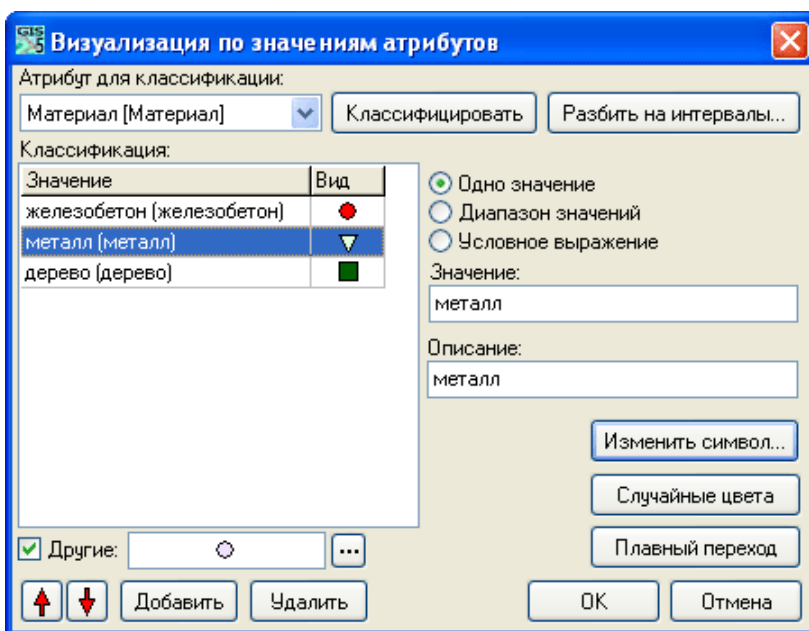 GIS 5 Визуализация по значениям атрибутов
Атрибут для классификации:
Материал [Материал] Классифицировать Разбить на интервалы...
Классификация:
Значение Вид
железобетон (железобетон)
металл (металл)
дерево (дерево)
Одно значение
Диапазон значений
Условное выражение
Значение:
металл
Описание:
металл
Изменить символ...
Случайные цвета
Плавный переход
Другие: ...
Добавить Удалить OK Отмена